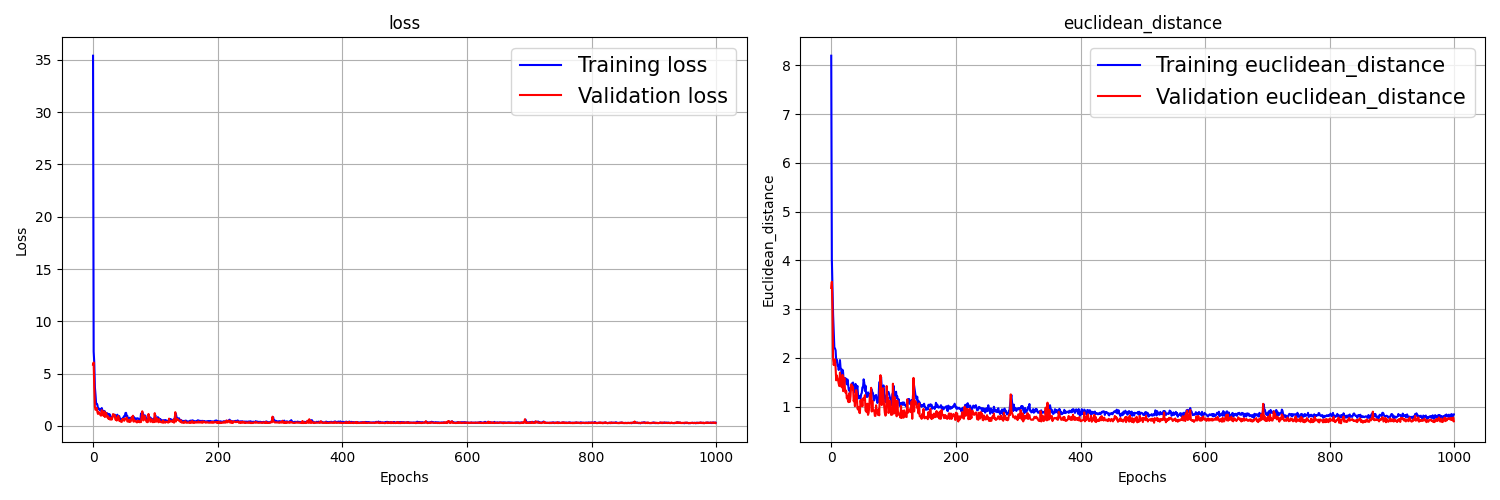 loss
Training loss
Validation loss
35
30
25
20
15
10
5
0
Loss
0 200 400 600 800 1000
Epochs
euclidean_distance
Training euclidean_distance
Validation euclidean_distance
8
7
6
5
4
3
2
1
Euclidean_distance
0 200 400 600 800 1000
Epochs